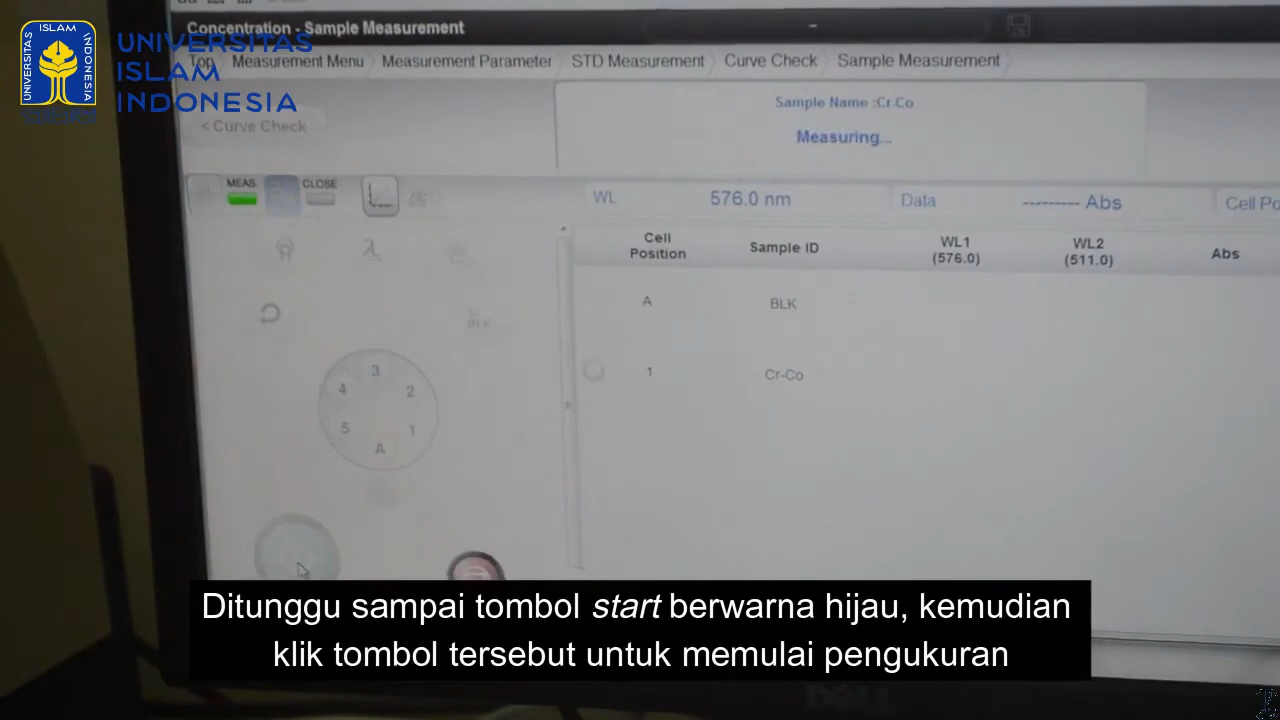 Concentration - Sample Measurement
UNIVERSITAS
ISLAM
INDONESIA
UNIVERSITAS ISLAM INDONESIA
Top Measurement Menu Measurement Parameter STD Measurement Curve Check Sample Measurement
< Curve Check
Sample Name :Cr-Co
Measuring...
MEAS CLOSE
WL 576.0 nm Data --------- Abs Cell Po
Cell Position Sample ID WL1 (576.0) WL2 (511.0) Abs
A BLK
1 Cr-Co
BLK
3
4 2
5 1
A
Ditunggu sampai tombol start berwarna hijau, kemudian
klik tombol tersebut untuk memulai pengukuran
DELL